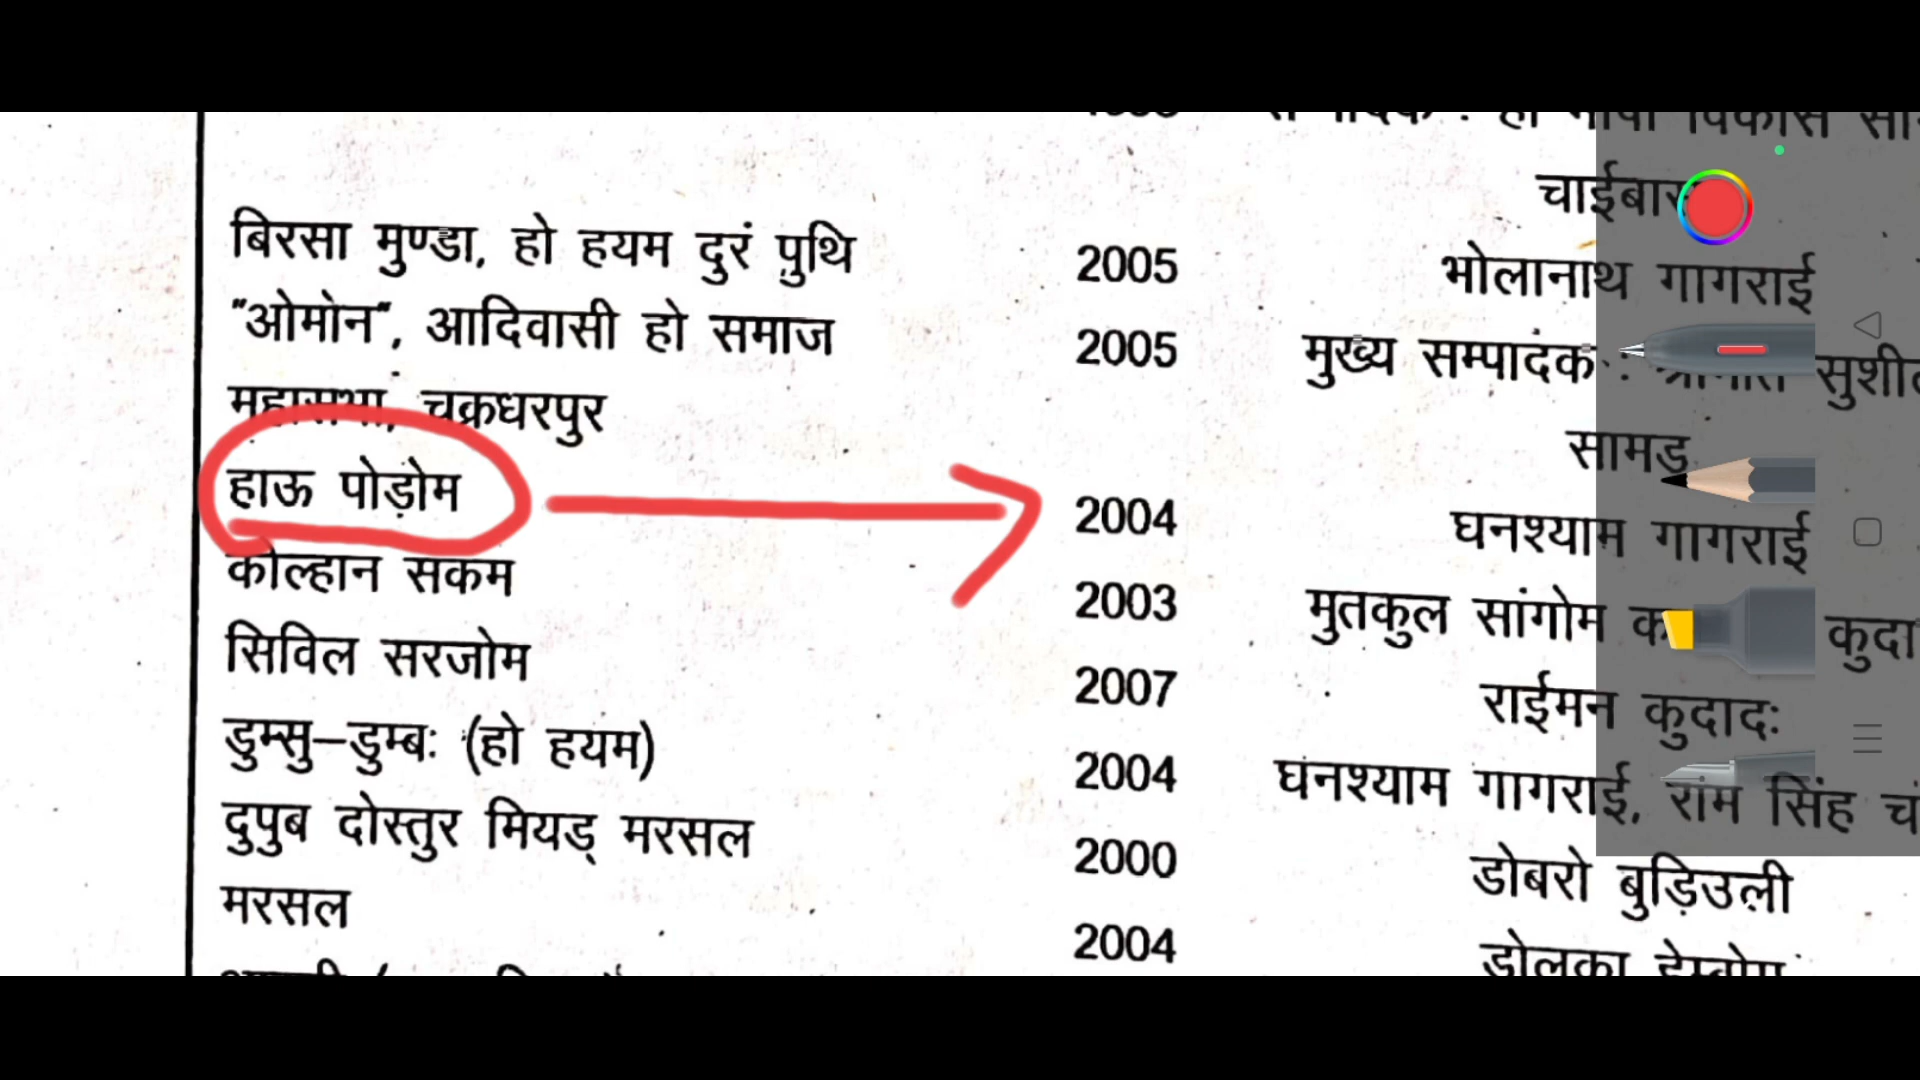 बिरसा मुण्डा, हो हयम दुरं पुथि 2005 भोलानाथ गागराई
"ओमोन", आदिवासी हो समाज 2005 मुख्य सम्पादक :
महासभा, चक्रधरपुर
सामड
हाऊ पोड़ोम 2004 घनश्याम गागराई
कोल्हान सकम 2003 मुतकुल सांगोम
सिविल सरजोम 2007 राईमन कुदादः
डुम्सु–डुम्बः (हो हयम) 2004 घनश्याम गागराई, राम सिंह
दुपुब दोस्तुर मियड् मरसल 2000 डोबरो बुड़िउली
मरसल 2004